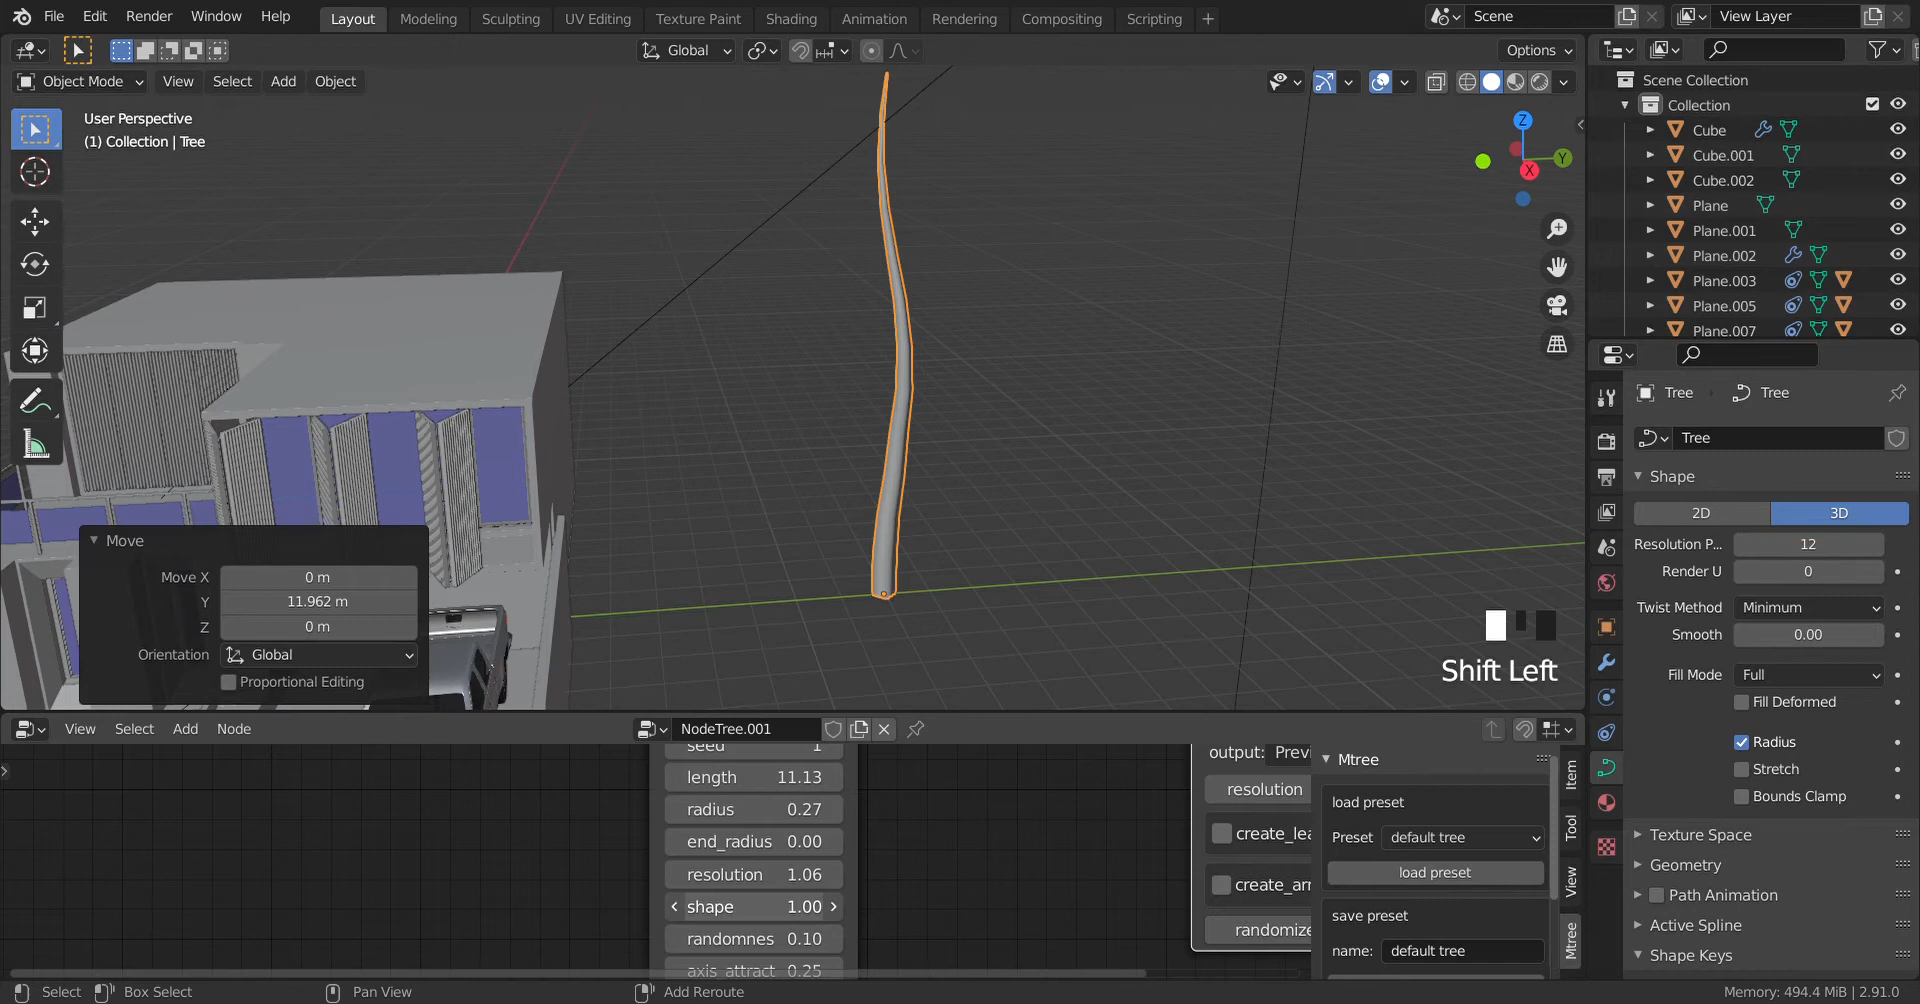 File Edit Render Window Help Layout Modeling Sculpting UV Editing Texture Paint Shading Animation Rendering Compositing Scripting + Scene View Layer
Global Options
Object Mode View Select Add Object
User Perspective
(1) Collection | Tree
Z
Y
X
Scene Collection
Collection
Cube
Cube.001
Cube.002
Plane
Plane.001
Plane.002
Plane.003
Plane.005
Plane.007
Move
Move X 0 m
Y 11.962 m
Z 0 m
Orientation Global
Proportional Editing
Shift Left
Tree Tree
Tree
Shape
2D 3D
Resolution P... 12
Render U 0
Twist Method Minimum
Smooth 0.00
Fill Mode Full
Fill Deformed
Radius
Stretch
Bounds Clamp
Texture Space
Geometry
Path Animation
Active Spline
Shape Keys
View Select Add Node NodeTree.001
seed 1
length 11.13
radius 0.27
end_radius 0.00
resolution 1.06
shape 1.00
randomnes 0.10
axis_attract 0.25
output: Previ
resolution
create_lea
create_arr
randomize
Mtree
load preset
Preset default tree
load preset
save preset
name: default tree
Item
Tool
View
Mtree
Select Box Select Pan View Add Reroute Memory: 494.4 MiB | 2.91.0